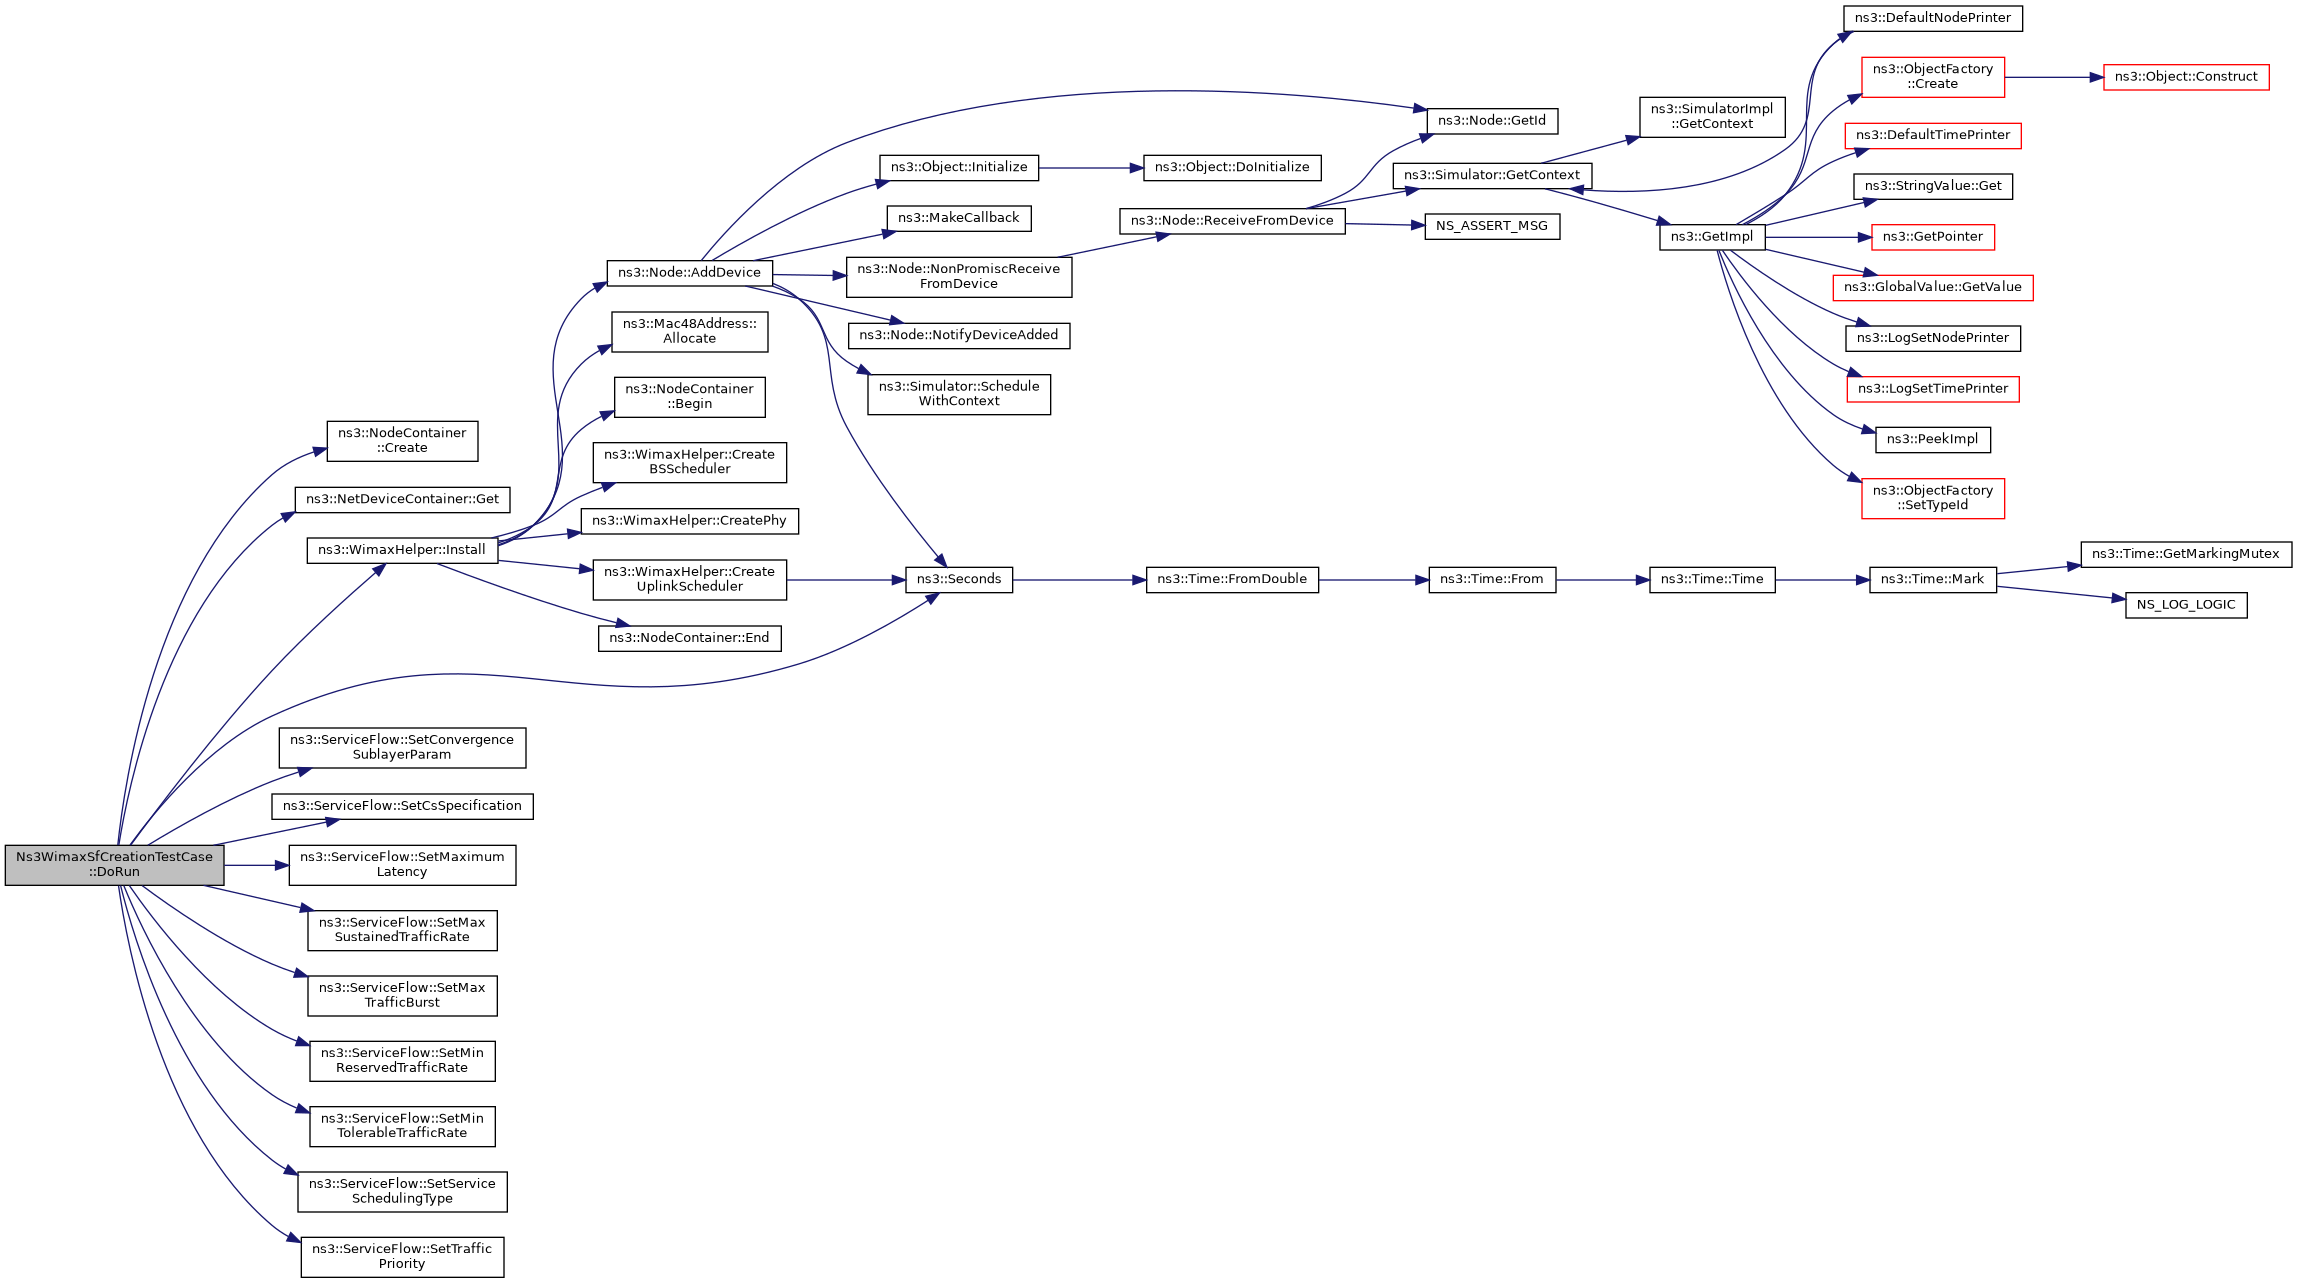 Ns3WimaxSfCreationTestCase
::DoRun
ns3::NodeContainer
::Create
ns3::NetDeviceContainer::Get
ns3::WimaxHelper::Install
ns3::ServiceFlow::SetConvergence
SublayerParam
ns3::ServiceFlow::SetCsSpecification
ns3::ServiceFlow::SetMaximum
Latency
ns3::ServiceFlow::SetMax
SustainedTrafficRate
ns3::ServiceFlow::SetMax
TrafficBurst
ns3::ServiceFlow::SetMin
ReservedTrafficRate
ns3::ServiceFlow::SetMin
TolerableTrafficRate
ns3::ServiceFlow::SetService
SchedulingType
ns3::ServiceFlow::SetTraffic
Priority
ns3::Node::AddDevice
ns3::Mac48Address::
Allocate
ns3::NodeContainer
::Begin
ns3::WimaxHelper::Create
BSScheduler
ns3::WimaxHelper::CreatePhy
ns3::WimaxHelper::Create
UplinkScheduler
ns3::NodeContainer::End
ns3::Object::Initialize
ns3::MakeCallback
ns3::Node::NonPromiscReceive
FromDevice
ns3::Node::NotifyDeviceAdded
ns3::Simulator::Schedule
WithContext
ns3::Seconds
ns3::Object::DoInitialize
ns3::Node::ReceiveFromDevice
ns3::Time::FromDouble
ns3::Node::GetId
ns3::Simulator::GetContext
NS_ASSERT_MSG
ns3::Time::From
ns3::SimulatorImpl
::GetContext
ns3::GetImpl
ns3::Time::Time
ns3::DefaultNodePrinter
ns3::ObjectFactory
::Create
ns3::DefaultTimePrinter
ns3::StringValue::Get
ns3::GetPointer
ns3::GlobalValue::GetValue
ns3::LogSetNodePrinter
ns3::LogSetTimePrinter
ns3::PeekImpl
ns3::ObjectFactory
::SetTypeId
ns3::Time::Mark
ns3::Object::Construct
ns3::Time::GetMarkingMutex
NS_LOG_LOGIC